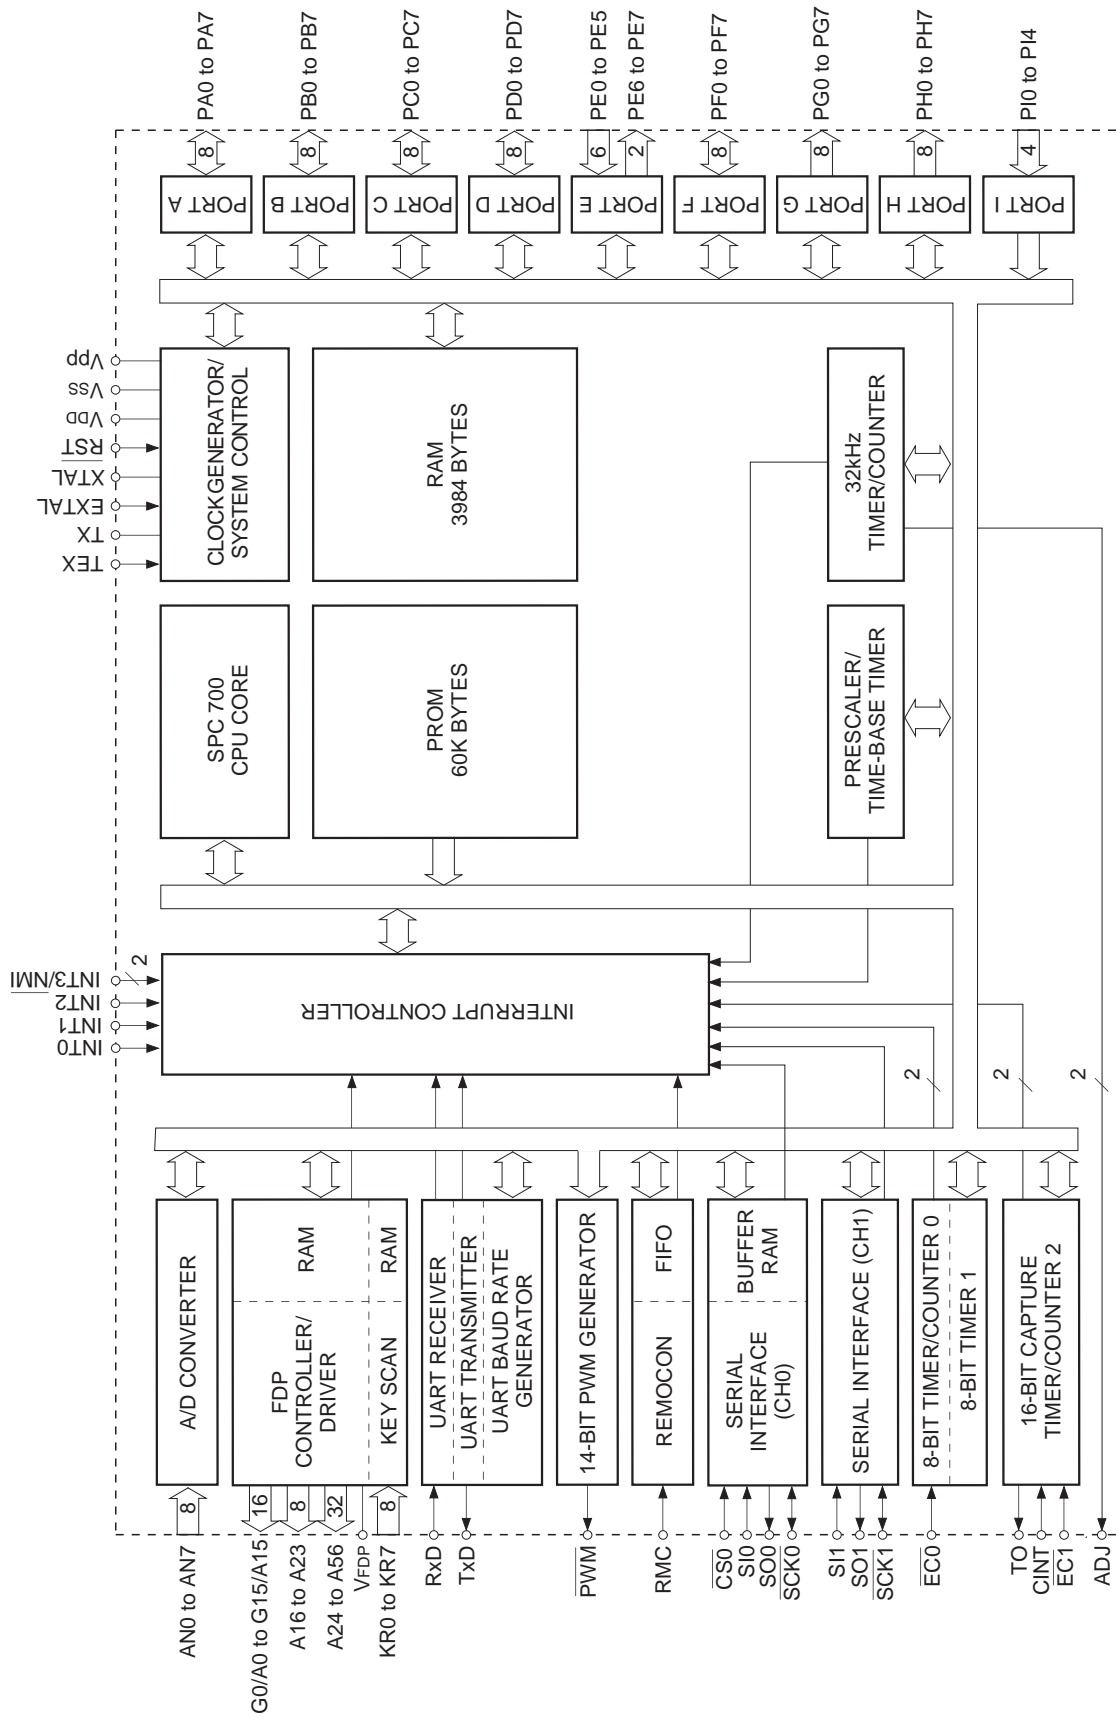 AN0 to AN7
8
A/D CONVERTER
G0/A0 to G15/A15
16
A16 to A23
8
A24 to A56
32
VFDP
FDP
CONTROLLER/
DRIVER
RAM
KR0 to KR7
8
KEY SCAN
RAM
RxD
UART RECEIVER
TxD
UART TRANSMITTER
UART BAUD RATE
GENERATOR
PWM
14-BIT PWM GENERATOR
RMC
REMOCON
FIFO
CS0
SI0
SO0
SCK0
SERIAL
INTERFACE
(CH0)
BUFFER
RAM
SI1
SO1
SCK1
SERIAL INTERFACE (CH1)
EC0
8-BIT TIMER/COUNTER 0
8-BIT TIMER 1
TO
CINT
EC1
16-BIT CAPTURE
TIMER/COUNTER 2
ADJ
2
2
2
INT0
INT1
INT2
INT3/NMI
2
INTERRUPT CONTROLLER
SPC 700
CPU CORE
PROM
60K BYTES
PRESCALER/
TIME-BASE TIMER
TEX
TX
EXTAL
XTAL
RST
VDD
Vss
Vpp
CLOCKGENERATOR/
SYSTEM CONTROL
RAM
3984 BYTES
32kHz
TIMER/COUNTER
PORT A
8
PA0 to PA7
PORT B
8
PB0 to PB7
PORT C
8
PC0 to PC7
PORT D
8
PD0 to PD7
PORT E
6
PE0 to PE5
2
PE6 to PE7
PORT F
8
PF0 to PF7
PORT G
8
PG0 to PG7
PORT H
8
PH0 to PH7
PORT I
4
PI0 to PI4